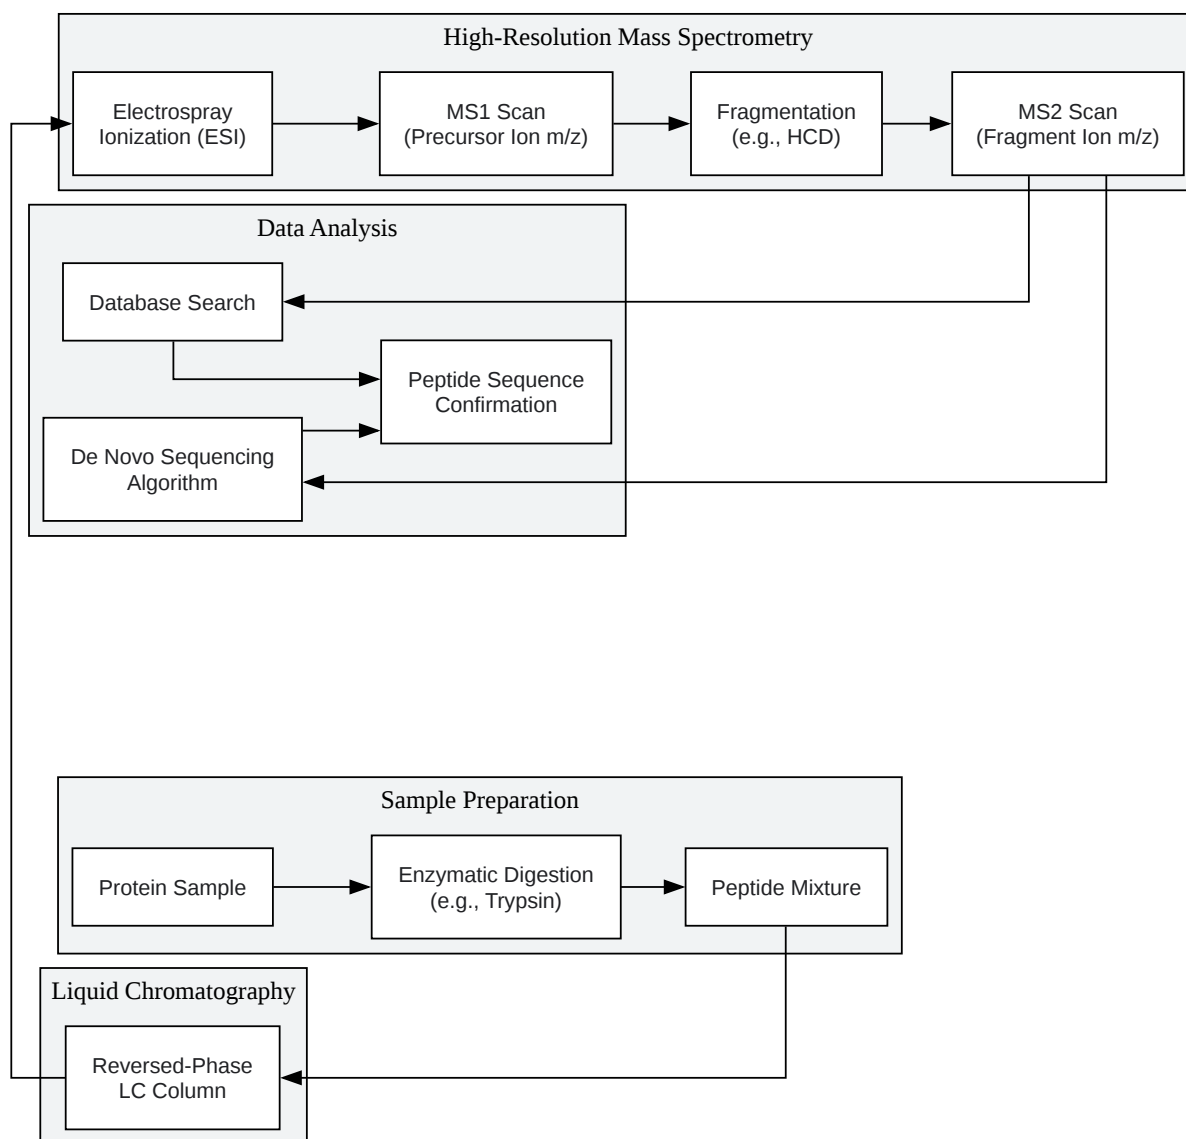 High-Resolution Mass Spectrometry
Electrospray
Ionization (ESI)
MS1 Scan
(Precursor Ion m/z)
Fragmentation
(e.g., HCD)
MS2 Scan
(Fragment Ion m/z)
Data Analysis
Database Search
Peptide Sequence
Confirmation
De Novo Sequencing
Algorithm
Sample Preparation
Protein Sample
Enzymatic Digestion
(e.g., Trypsin)
Peptide Mixture
Liquid Chromatography
Reversed-Phase
LC Column